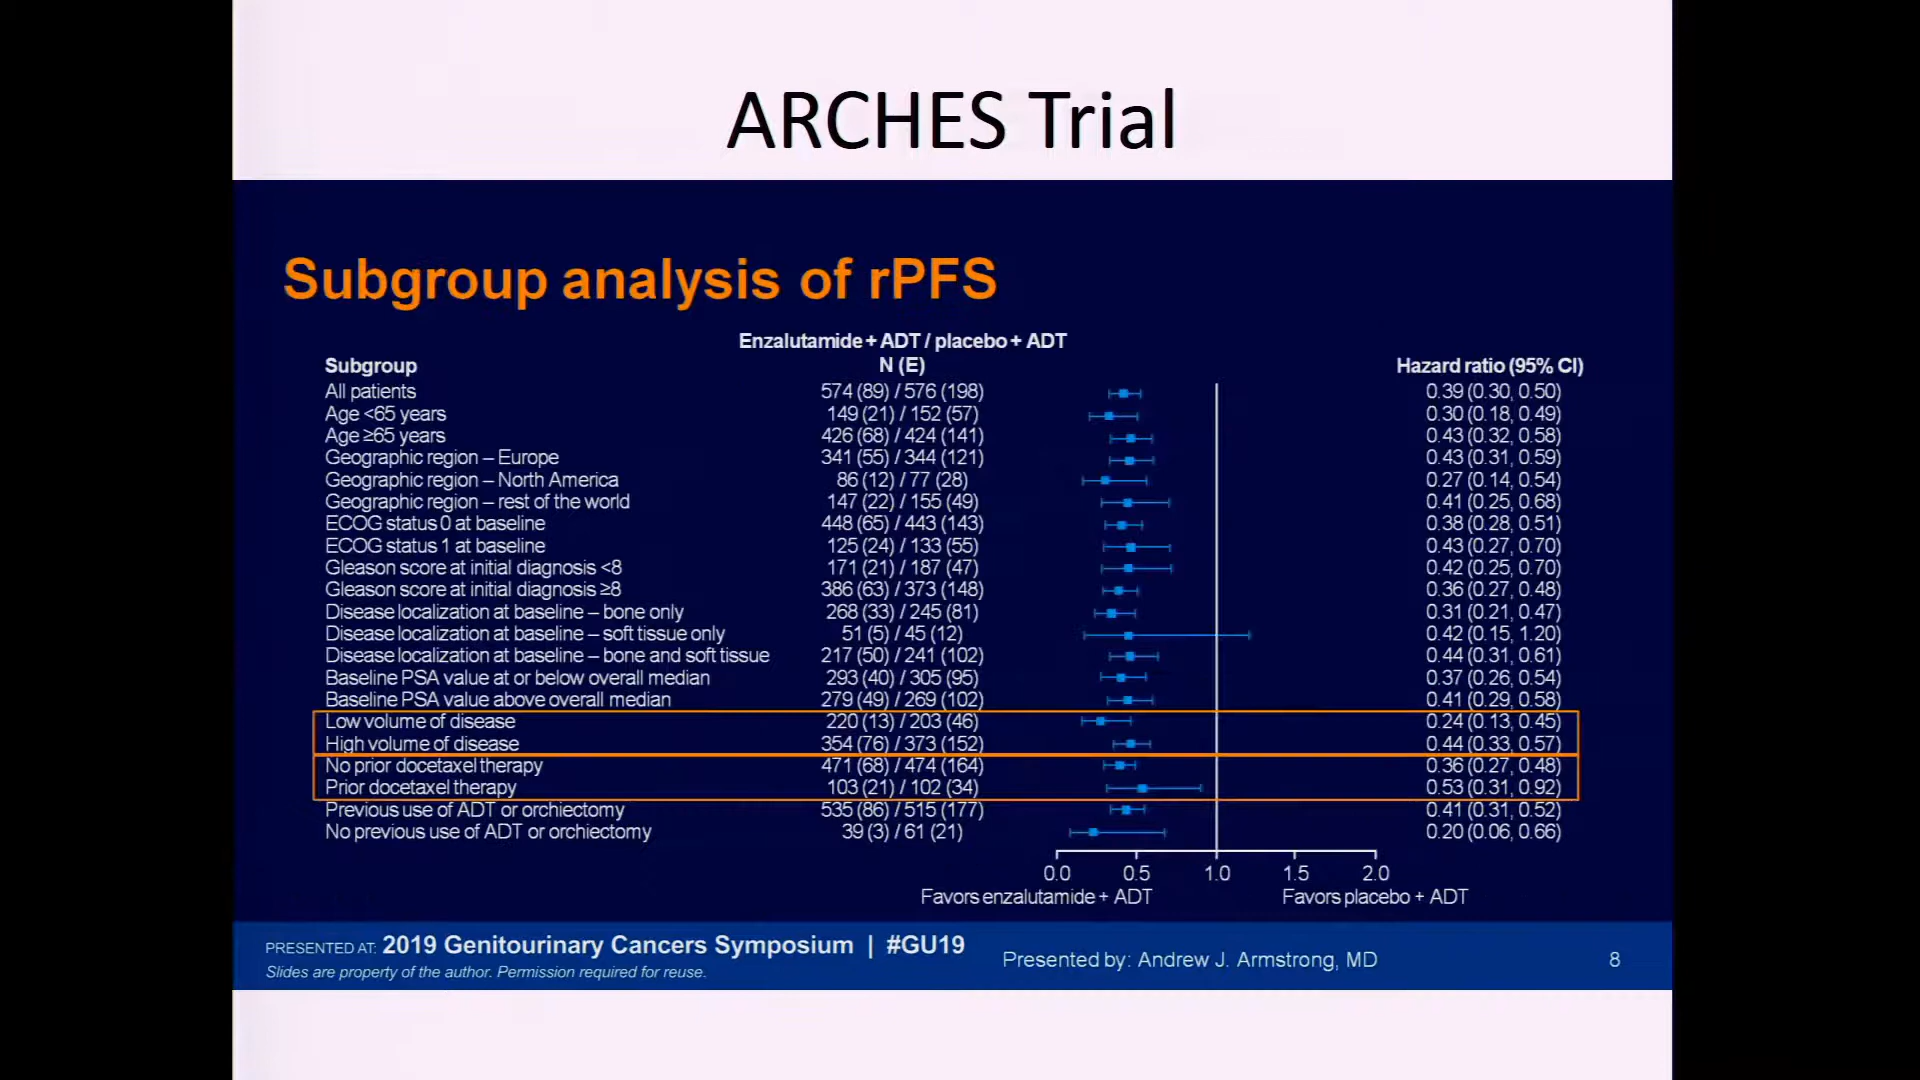 ARCHES Trial
Subgroup analysis of rPFS
Enzalutamide + ADT / placebo + ADT
Subgroup N (E) Hazard ratio (95% CI)
All patients 574 (89) / 576 (198) 0.39 (0.30, 0.50)
Age <65 years 149 (21) / 152 (57) 0.30 (0.18, 0.49)
Age ≥65 years 426 (68) / 424 (141) 0.43 (0.32, 0.58)
Geographic region – Europe 341 (55) / 344 (121) 0.43 (0.31, 0.59)
Geographic region – North America 86 (12) / 77 (28) 0.27 (0.14, 0.54)
Geographic region – rest of the world 147 (22) / 155 (49) 0.41 (0.25, 0.68)
ECOG status 0 at baseline 448 (65) / 443 (143) 0.38 (0.28, 0.51)
ECOG status 1 at baseline 125 (24) / 133 (55) 0.43 (0.27, 0.70)
Gleason score at initial diagnosis <8 171 (21) / 187 (47) 0.42 (0.25, 0.70)
Gleason score at initial diagnosis ≥8 386 (63) / 373 (148) 0.36 (0.27, 0.48)
Disease localization at baseline – bone only 268 (33) / 245 (81) 0.31 (0.21, 0.47)
Disease localization at baseline – soft tissue only 51 (5) / 45 (12) 0.42 (0.15, 1.20)
Disease localization at baseline – bone and soft tissue 217 (50) / 241 (102) 0.44 (0.31, 0.61)
Baseline PSA value at or below overall median 293 (40) / 305 (95) 0.37 (0.26, 0.54)
Baseline PSA value above overall median 279 (49) / 269 (102) 0.41 (0.29, 0.58)
Low volume of disease 220 (13) / 203 (46) 0.24 (0.13, 0.45)
High volume of disease 354 (76) / 373 (152) 0.44 (0.33, 0.57)
No prior docetaxel therapy 471 (68) / 474 (164) 0.36 (0.27, 0.48)
Prior docetaxel therapy 103 (21) / 102 (34) 0.53 (0.31, 0.92)
Previous use of ADT or orchiectomy 535 (86) / 515 (177) 0.41 (0.31, 0.52)
No previous use of ADT or orchiectomy 39 (3) / 61 (21) 0.20 (0.06, 0.66)
0.0 0.5 1.0 1.5 2.0
Favors enzalutamide + ADT Favors placebo + ADT
PRESENTED AT: 2019 Genitourinary Cancers Symposium | #GU19
Slides are property of the author. Permission required for reuse.
Presented by: Andrew J. Armstrong, MD
8